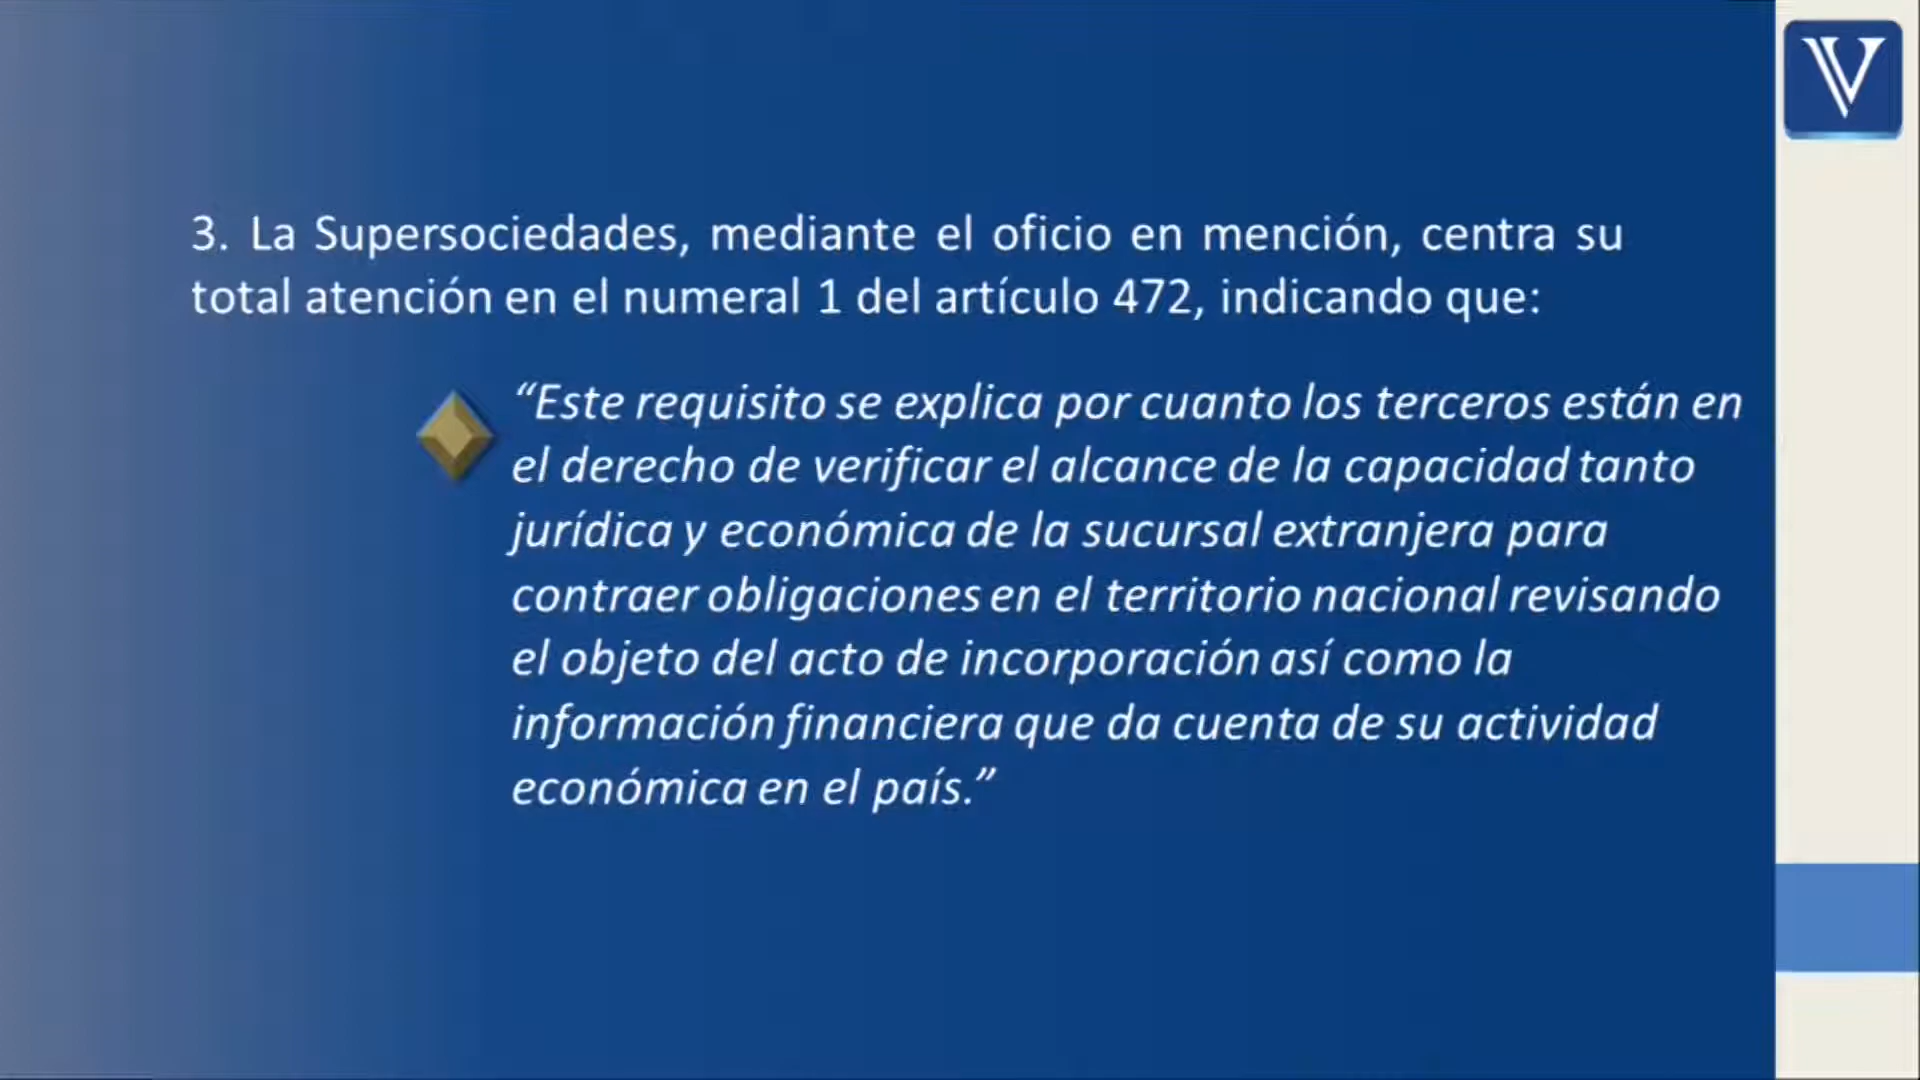 V
3. La Supersociedades, mediante el oficio en mención, centra su
total atención en el numeral 1 del artículo 472, indicando que:
“Este requisito se explica por cuanto los terceros están en
el derecho de verificar el alcance de la capacidad tanto
jurídica y económica de la sucursal extranjera para
contraer obligaciones en el territorio nacional revisando
el objeto del acto de incorporación así como la
información financiera que da cuenta de su actividad
económica en el país.”